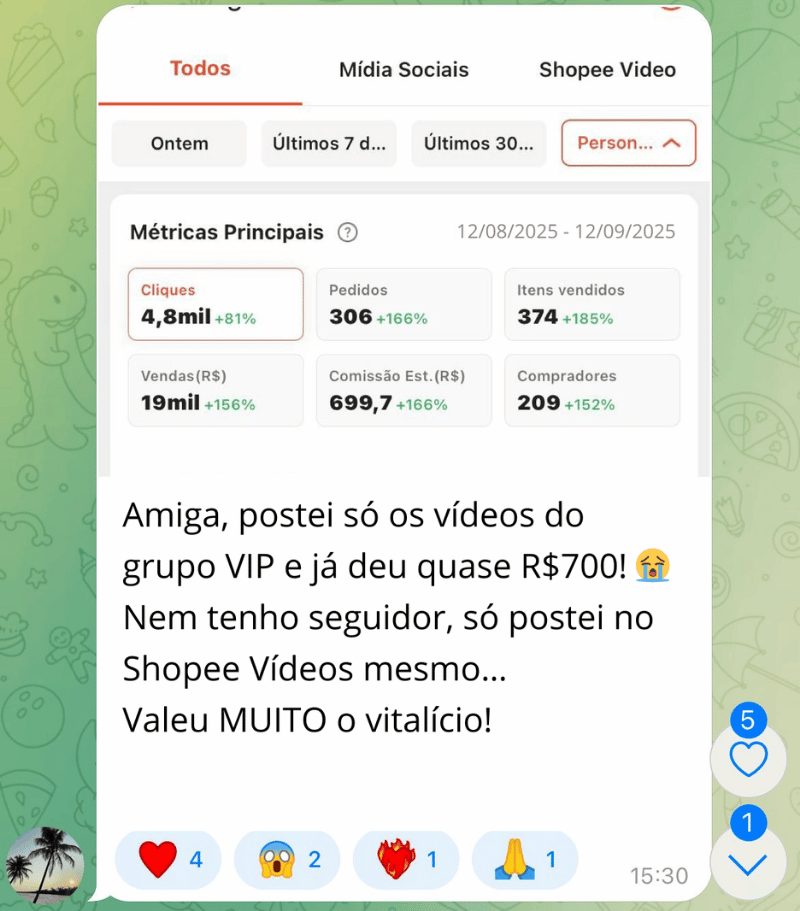 Todos Mídia Sociais Shopee Video
Ontem Últimos 7 d... Últimos 30... Person...
Métricas Principais ? 12/08/2025 - 12/09/2025
Cliques Pedidos Itens vendidos
4,8mil +81% 306 +166% 374 +185%
Vendas(R$) Comissão Est.(R$) Compradores
19mil +156% 699,7 +166% 209 +152%
Amiga, postei só os vídeos do
grupo VIP e já deu quase R$700! 😭
Nem tenho seguidor, só postei no
Shopee Vídeos mesmo...
Valeu MUITO o vitalício!
5
1
4 2 1 1
15:30